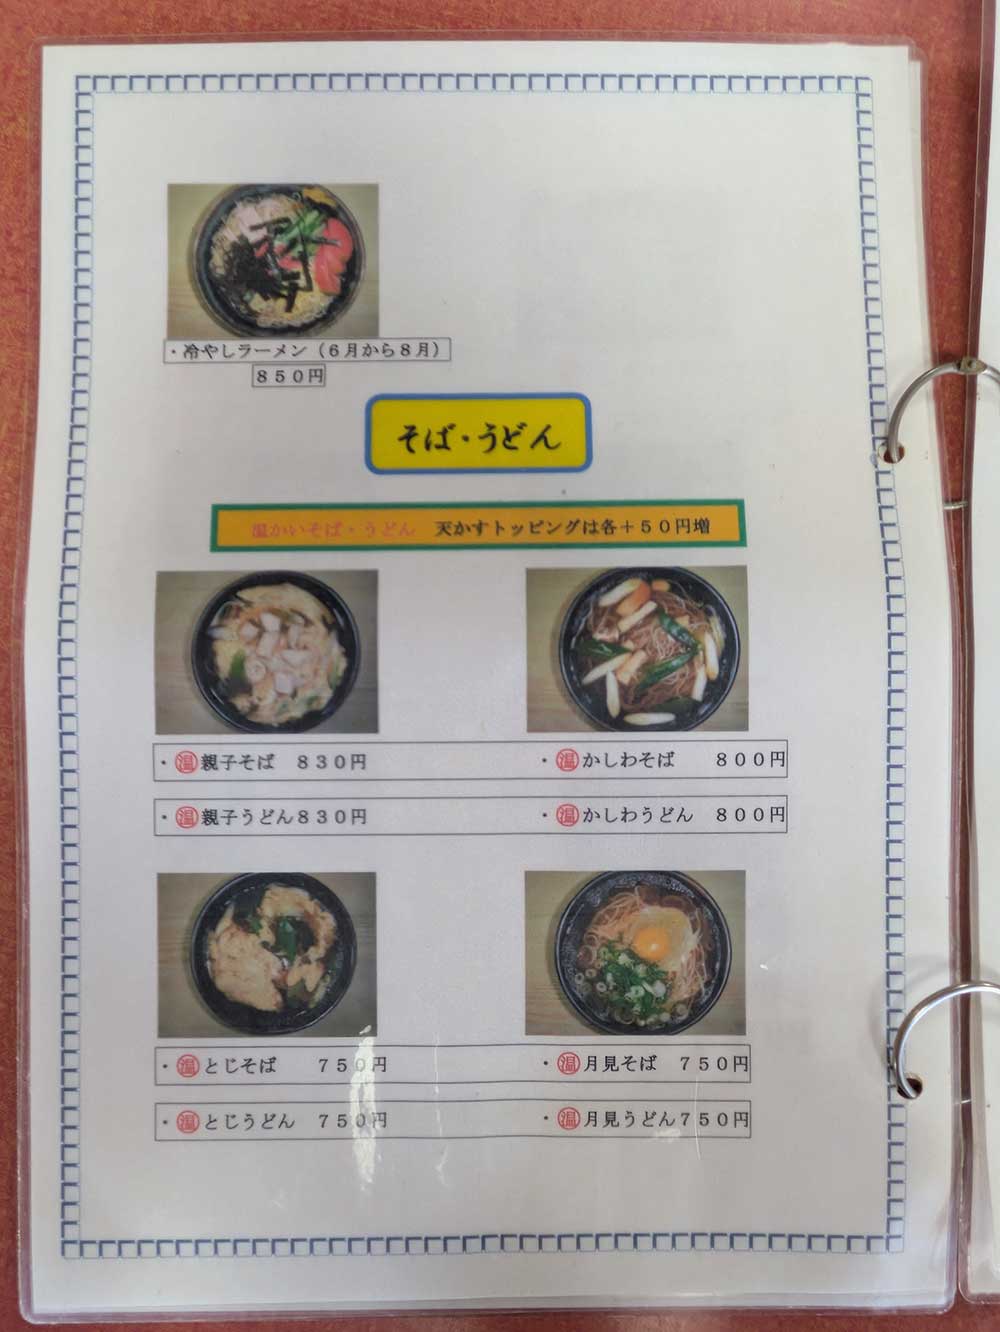 ・冷やしラーメン（６月から８月）
８５０円
そば・うどん
温かいそば・うどん　天かすトッピングは各＋５０円増
・㊊親子そば　８３０円　・温かしわそば　８００円
・温親子うどん８３０円　・温かしわうどん　８００円
・温とじそば　７５０円　・温月見そば　７５０円
・温とじうどん　７５０円　・温月見うどん７５０円